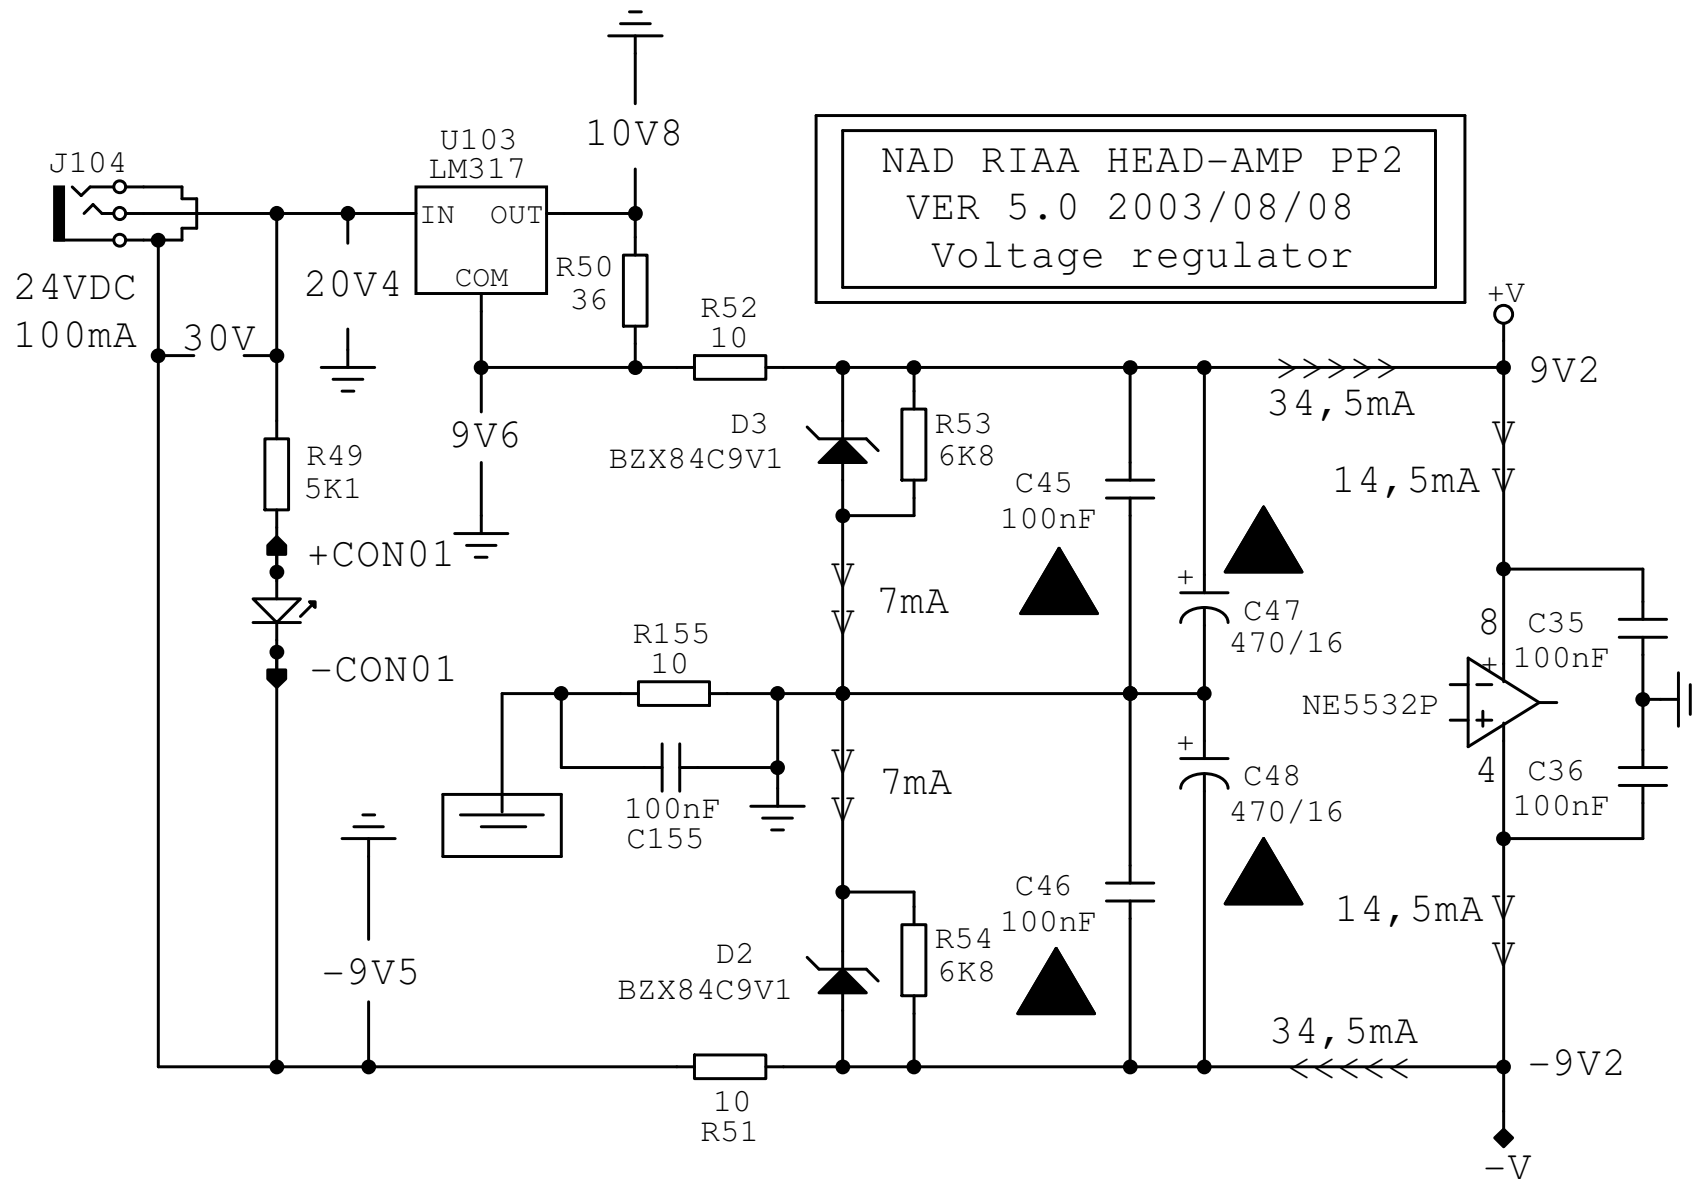 10V8
U103
LM317
IN OUT
COM
J104
24VDC
100mA
30V
20V4
R50
36
NAD RIAA HEAD-AMP PP2
VER 5.0 2003/08/08
Voltage regulator
R52
10
+V
9V2
34,5mA
9V6
D3
BZX84C9V1
R53
6K8
R49
5K1
C45
100nF
14,5mA
+CON01
-CON01
7mA
+
C47
470/16
8
C35
100nF
R155
10
NE5532P
+
-
+
7mA
+
C48
470/16
4
C36
100nF
100nF
C155
-9V5
D2
BZX84C9V1
R54
6K8
C46
100nF
14,5mA
34,5mA
-9V2
10
R51
-V